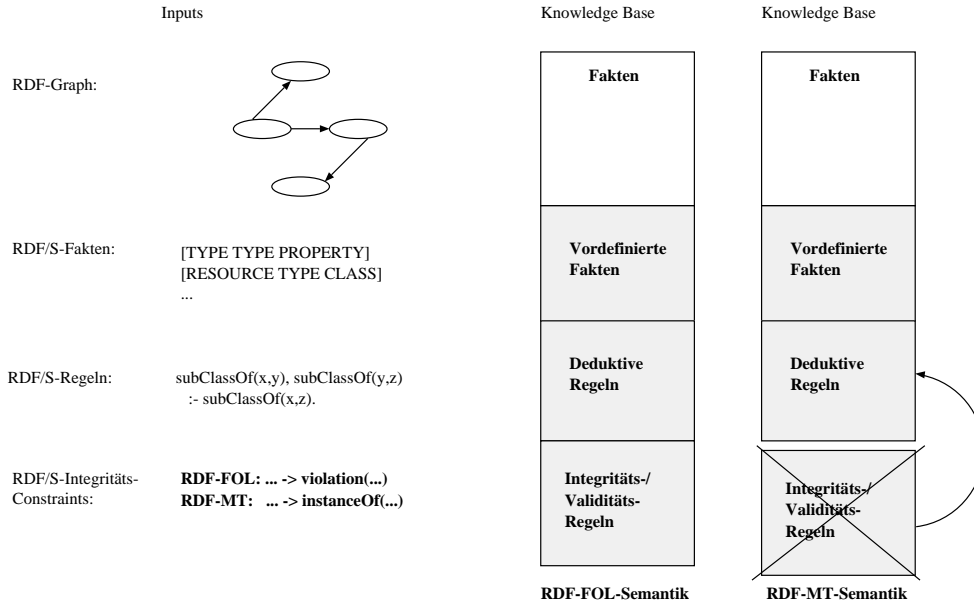 Inputs
Knowledge Base
Knowledge Base
RDF-Graph:
Fakten
Fakten
RDF/S-Fakten:
[TYPE TYPE PROPERTY]
[RESOURCE TYPE CLASS]
...
Vordefinierte
Fakten
Vordefinierte
Fakten
RDF/S-Regeln:
subClassOf(x,y), subClassOf(y,z)
:- subClassOf(x,z).
Deduktive
Regeln
Deduktive
Regeln
RDF/S-Integritäts-
Constraints:
RDF-FOL: ... -> violation(...)
RDF-MT: ... -> instanceOf(...)
Integritäts-/
Validitäts-
Regeln
Integritäts-/
Validitäts-
Regeln
RDF-FOL-Semantik
RDF-MT-Semantik